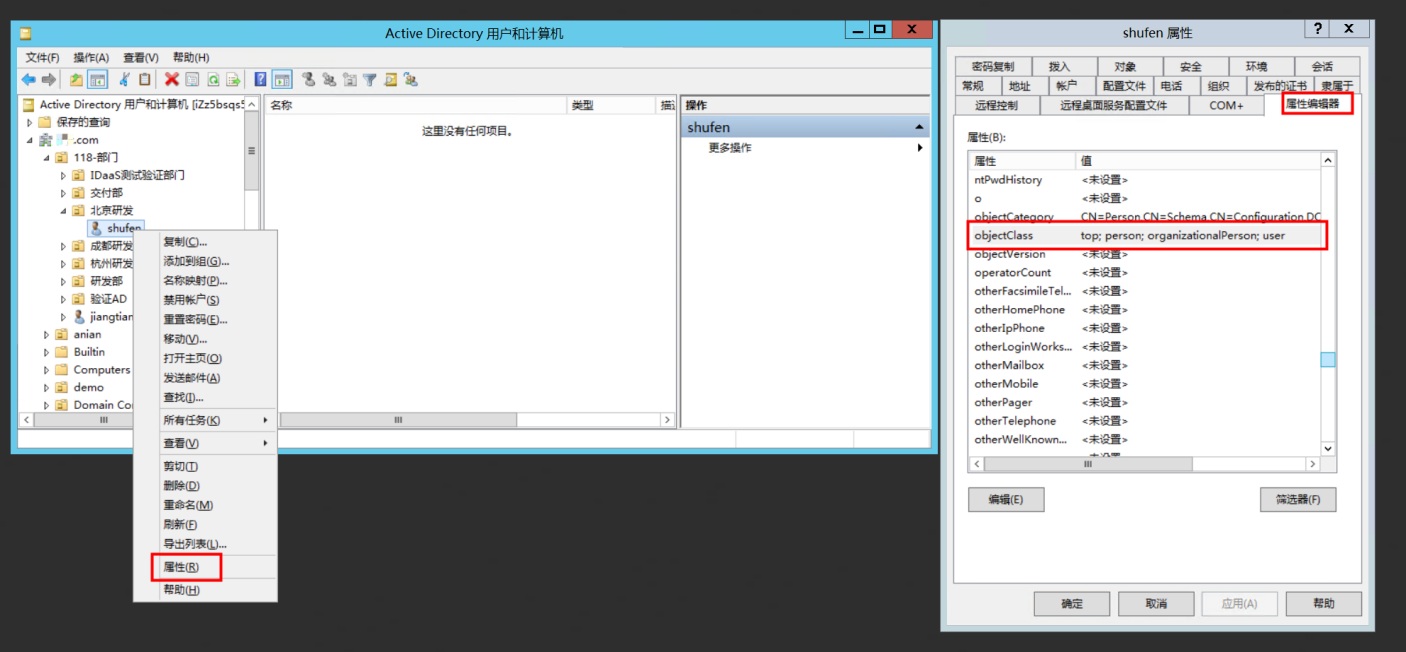 Active Directory 用户和计算机
文件(F) 操作(A) 查看(V) 帮助(H)
Active Directory 用户和计算机 [iZz5bsqs5
保存的查询
.com
118-部门
IDaaS测试验证部门
交付部
北京研发
shufen
成都研发
杭州研发
研发部
验证AD
jiangtian
anian
Builtin
Computers
demo
Domain Co
名称 类型 描述
这里没有任何项目。
操作
shufen
更多操作
复制(C)...
添加到组(G)...
名称映射(P)...
禁用帐户(S)
重置密码(E)...
移动(V)...
打开主页(O)
发送邮件(A)
查找(I)...
所有任务(K)
查看(V)
剪切(T)
删除(D)
重命名(M)
刷新(F)
导出列表(L)...
属性(R)
帮助(H)
shufen 属性
密码复制 拨入 对象 安全 环境 会话
常规 地址 帐户 配置文件 电话 组织 发布的证书 隶属于
远程控制 远程桌面服务配置文件 COM+ 属性编辑器
属性(B):
属性 值
ntPwdHistory <未设置>
o <未设置>
objectCategory CN=Person,CN=Schema,CN=Configuration,DC
objectClass top; person; organizationalPerson; user
objectVersion <未设置>
operatorCount <未设置>
otherFacsimileTel... <未设置>
otherHomePhone <未设置>
otherIpPhone <未设置>
otherLoginWorks... <未设置>
otherMailbox <未设置>
otherMobile <未设置>
otherPager <未设置>
otherTelephone <未设置>
otherWellKnown... <未设置>
编辑(E) 筛选器(F)
确定 取消 应用(A) 帮助